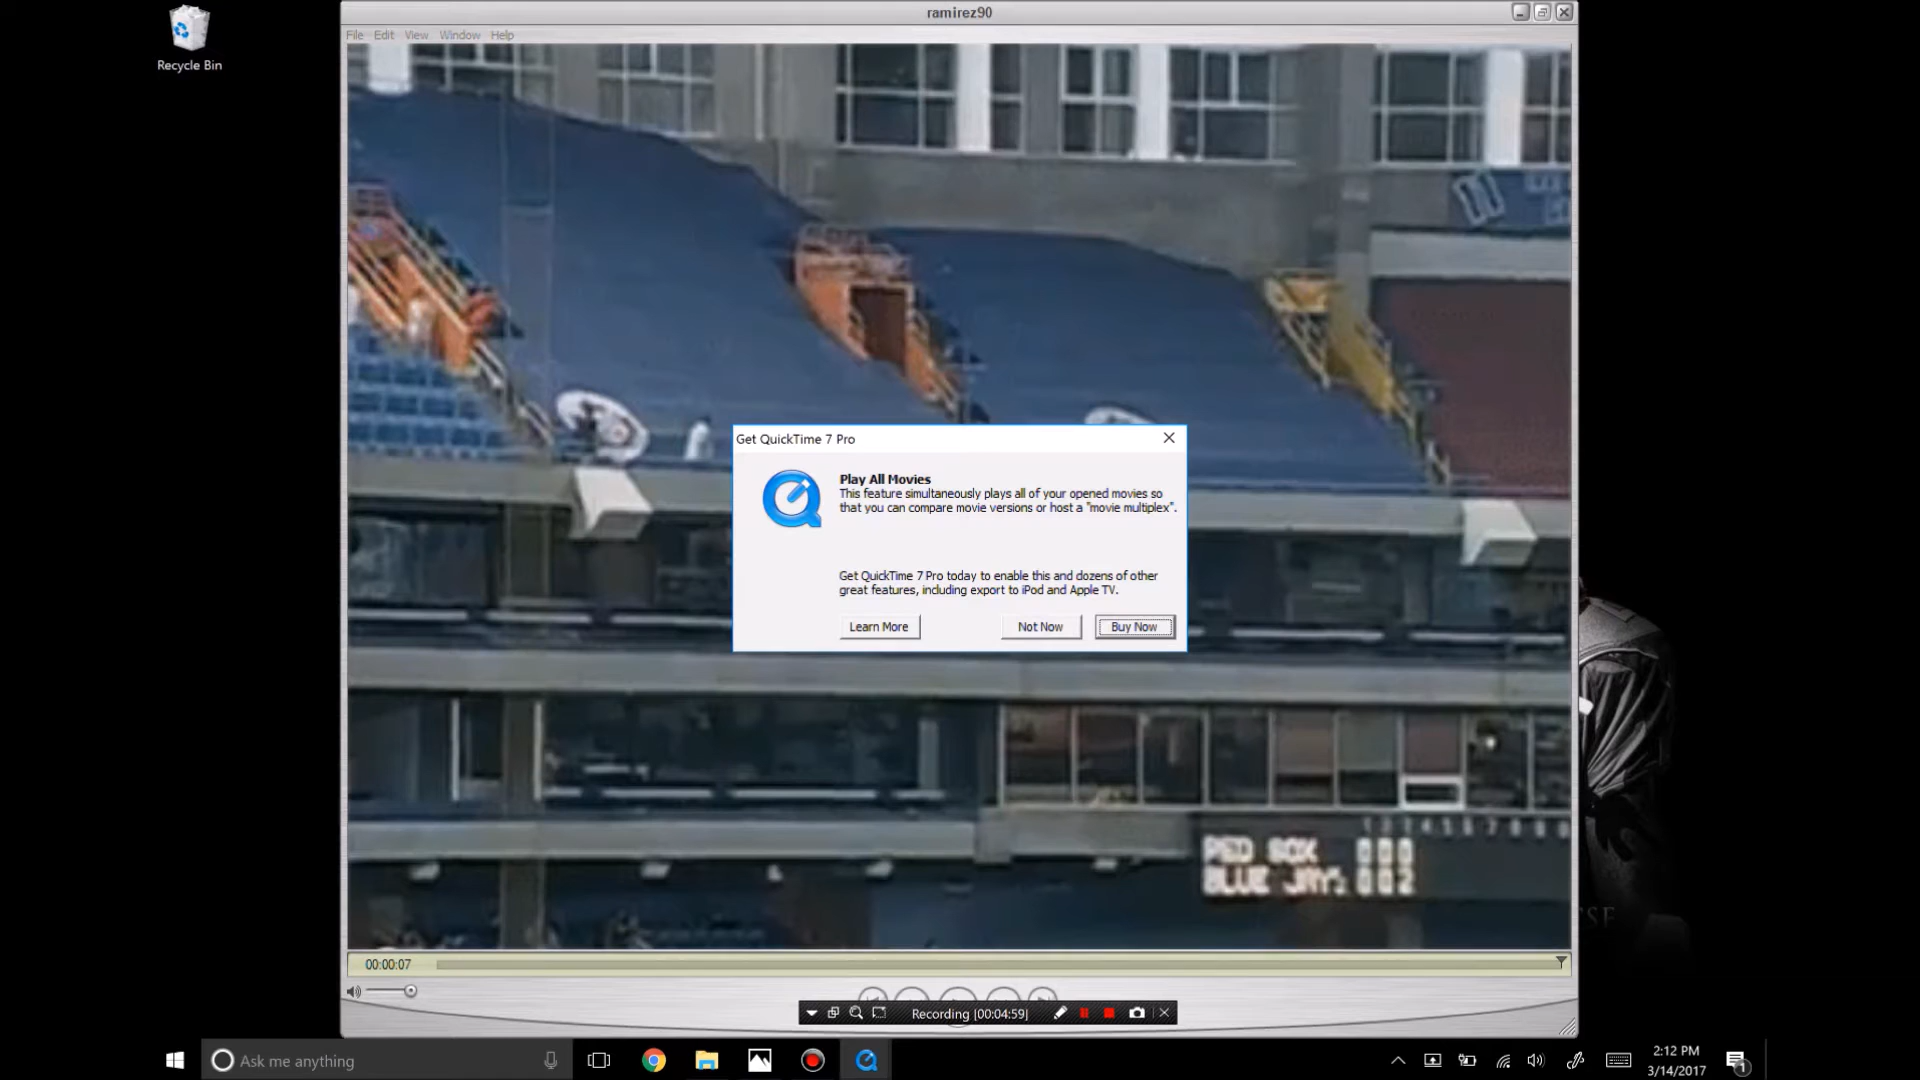 Recycle Bin
ramirez90
File Edit View Window Help
Get QuickTime 7 Pro
Play All Movies
This feature simultaneously plays all of your opened movies so
that you can compare movie versions or host a "movie multiplex".
Get QuickTime 7 Pro today to enable this and dozens of other
great features, including export to iPod and Apple TV.
Learn More Not Now Buy Now
RED SOX 000
BLUE JAYS 002
00:00:07
Recording [00:04:59]
Ask me anything
2:12 PM
3/14/2017
1